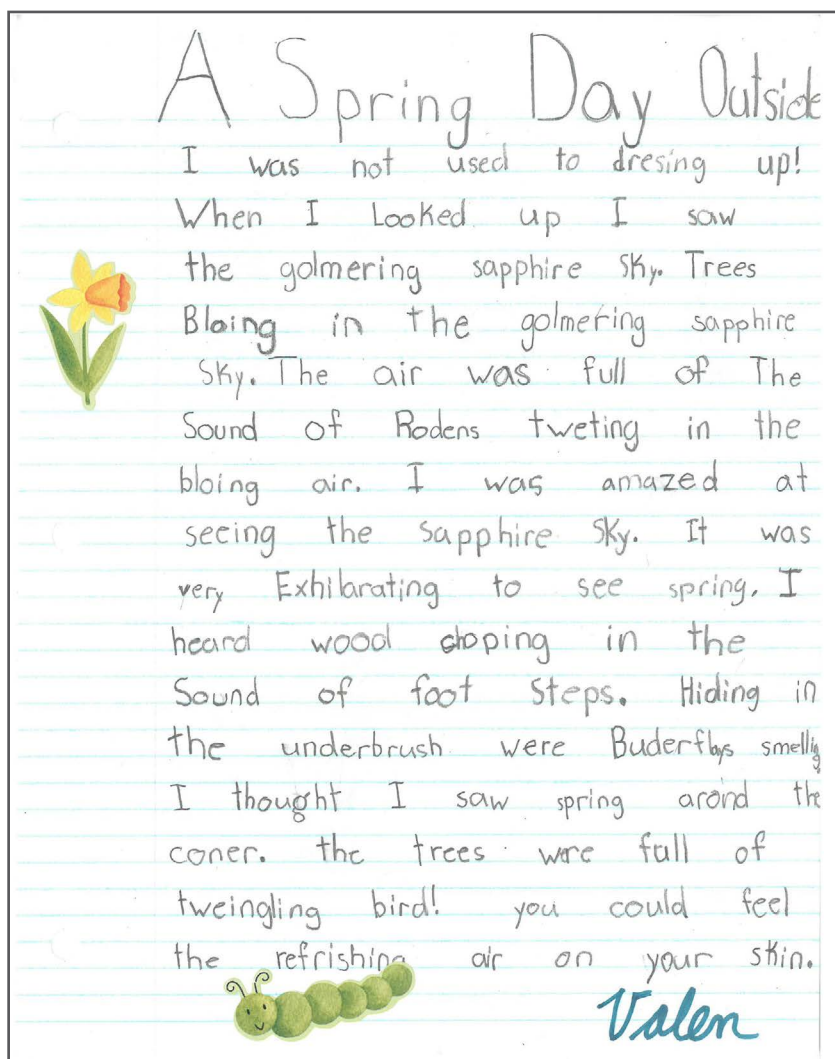 A Spring Day Outside
I was not used to dresing up!
When I Looked up I saw
the golmering sapphire sky. Trees
Bloing in the golmering sapphire
Sky. The air was full of The
Sound of Rodens tweting in the
bloing air. I was amazed at
seeing the sapphire sky. It was
very Exhilarating to see spring. I
heard wood choping in the
Sound of foot Steps. Hiding in
the underbrush were Buderflys smellig
I thought I saw spring arond the
coner. the trees were full of
tweingling bird! you could feel
the refrishing air on your skin.
Valen